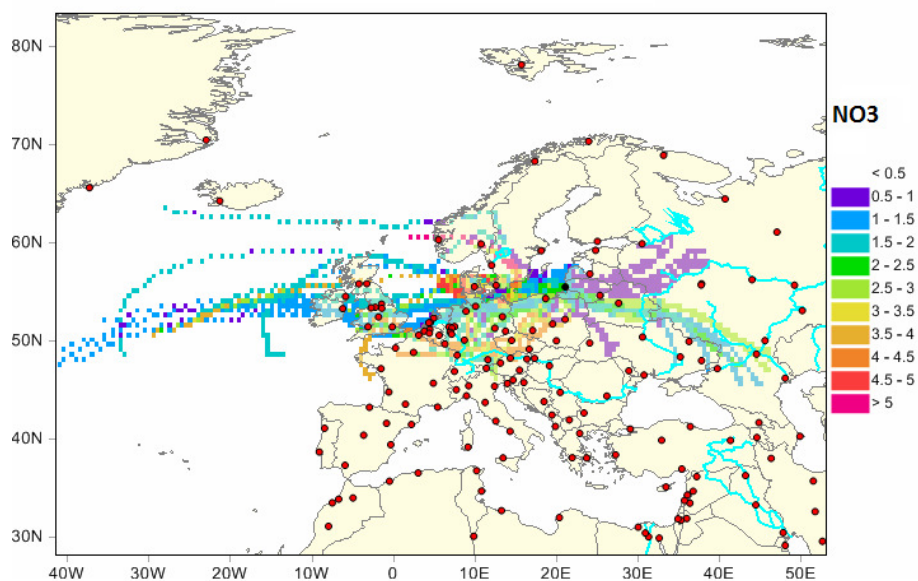 80N
70N
60N
50N
40N
30N
40W
30W
20W
10W
0
10E
20E
30E
40E
50E
NO3
< 0.5
0.5 - 1
1 - 1.5
1.5 - 2
2 - 2.5
2.5 - 3
3 - 3.5
3.5 - 4
4 - 4.5
4.5 - 5
> 5